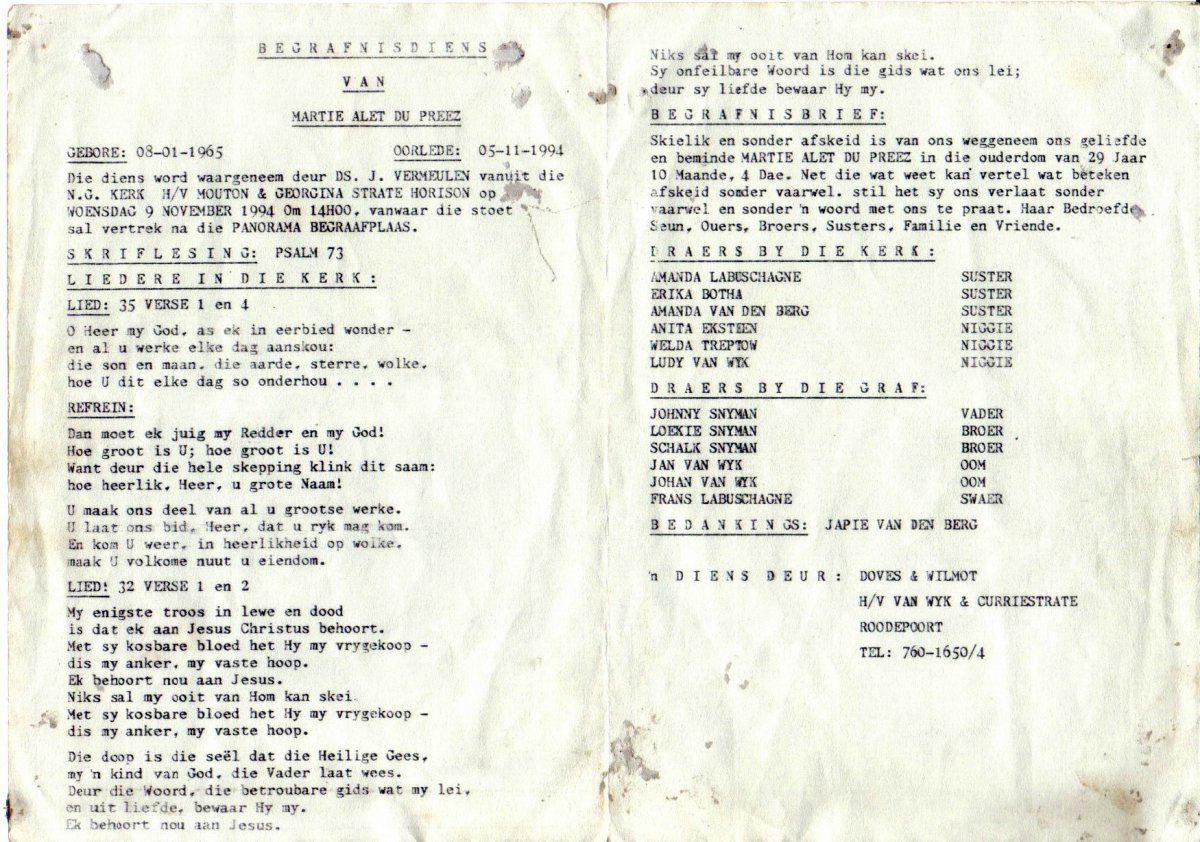 BEGRAFNISDIENS
VAN
MARTIE ALET DU PREEZ
GEBORE: 08-01-1965 OORLEDE: 05-11-1994
Die diens word waargeneem deur DS. J. VERMEULEN vanuit die
N.G. KERK H/V MOUTON & GEORGINA STRATE HORISON op
WOENSDAG 9 NOVEMBER 1994 Om 14H00, vanwaar die stoet
sal vertrek na die PANORAMA BEGRAAFPLAAS.
SKRIFLESING: PSALM 73
LIEDERE IN DIE KERK:
LIED: 35 VERSE 1 en 4
O Heer my God, as ek in eerbied wonder -
en al u werke elke dag aanskou:
die son en maan, die aarde, sterre, wolke,
hoe U dit elke dag so onderhou . . . .
REFREIN:
Dan moet ek juig my Redder en my God!
Hoe groot is U; hoe groot is U!
Want deur die hele skepping klink dit saam:
hoe heerlik, Heer, u grote Naam!
U maak ons deel van al u grootse werke.
U laat ons bid, Heer, dat u ryk mag kom.
En kom U weer, in heerlikheid op wolke,
maak U volkome nuut u eiendom.
LIED: 32 VERSE 1 en 2
My enigste troos in lewe en dood
is dat ek aan Jesus Christus behoort.
Met sy kosbare bloed het Hy my vrygekoop -
dis my anker, my vaste hoop.
Ek behoort nou aan Jesus.
Niks sal my ooit van Hom kan skei.
Met sy kosbare bloed het Hy my vrygekoop -
dis my anker, my vaste hoop.
Die doop is die seël dat die Heilige Gees,
my 'n kind van God, die Vader laat wees.
Deur die Woord, die betroubare gids wat my lei,
en uit liefde, bewaar Hy my.
Ek behoort nou aan Jesus.
Niks sal my ooit van Hom kan skei.
Sy onfeilbare Woord is die gids wat ons lei;
deur sy liefde bewaar Hy my.
BEGRAFNISBRIEF:
Skielik en sonder afskeid is van ons weggeneem ons geliefde
en beminde MARTIE ALET DU PREEZ in die ouderdom van 29 Jaar
10 Maande, 4 Dae. Net die wat weet kan vertel wat beteken
afskeid sonder vaarwel. stil het sy ons verlaat sonder
vaarwel en sonder 'n woord met ons te praat. Haar Bedroefde
Seun, Ouers, Broers, Susters, Familie en Vriende.
DRAERS BY DIE KERK:
AMANDA LABUSCHAGNE SUSTER
ERIKA BOTHA SUSTER
AMANDA VAN DEN BERG SUSTER
ANITA EKSTEEN NIGGIE
WELDA TREPTOW NIGGIE
LUDY VAN WYK NIGGIE
DRAERS BY DIE GRAF:
JOHNNY SNYMAN VADER
LOEKIE SNYMAN BROER
SCHALK SNYMAN BROER
JAN VAN WYK OOM
JOHAN VAN WYK OOM
FRANS LABUSCHAGNE SWAER
BEDANKINGS: JAPIE VAN DEN BERG
'n DIENS DEUR: DOVES & WILMOT
H/V VAN WYK & CURRIESTRATE
ROODEPOORT
TEL: 760-1650/4